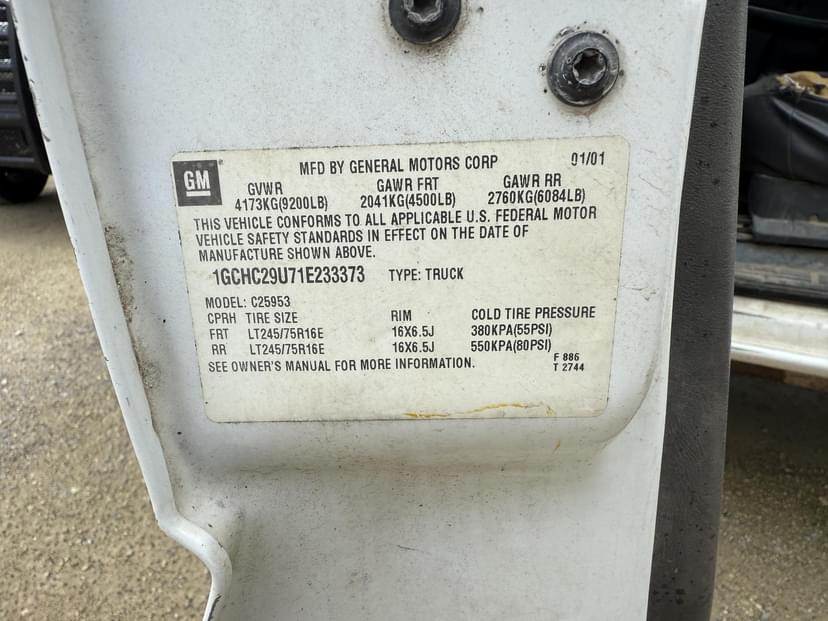 GM
MFD BY GENERAL MOTORS CORP 01/01
GVWR GAWR FRT GAWR RR
4173KG(9200LB) 2041KG(4500LB) 2760KG(6084LB)
THIS VEHICLE CONFORMS TO ALL APPLICABLE U.S. FEDERAL MOTOR
VEHICLE SAFETY STANDARDS IN EFFECT ON THE DATE OF
MANUFACTURE SHOWN ABOVE.
1GCHC29U71E233373 TYPE: TRUCK
MODEL: C25953
CPRH TIRE SIZE RIM COLD TIRE PRESSURE
FRT LT245/75R16E 16X6.5J 380KPA(55PSI)
RR LT245/75R16E 16X6.5J 550KPA(80PSI)
SEE OWNER'S MANUAL FOR MORE INFORMATION.
F 886
T 2744